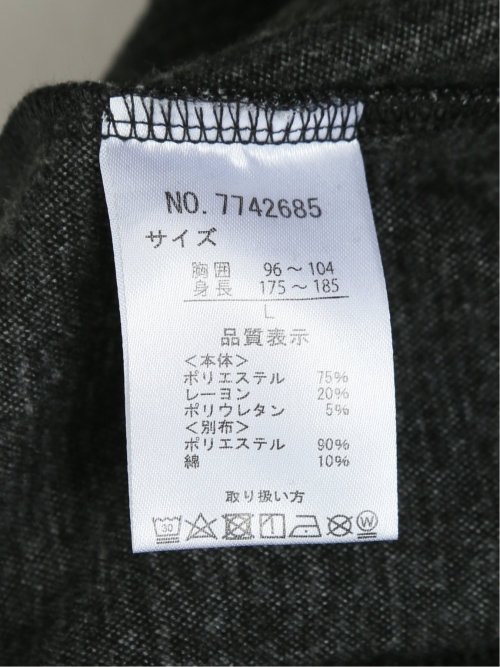 NO. 7742685
サイズ
胸囲 96～104
身長 175～185
L
品質表示
＜本体＞
ポリエステル 75%
レーヨン 20%
ポリウレタン 5%
＜別布＞
ポリエステル 90%
綿 10%
取り扱い方
30 W